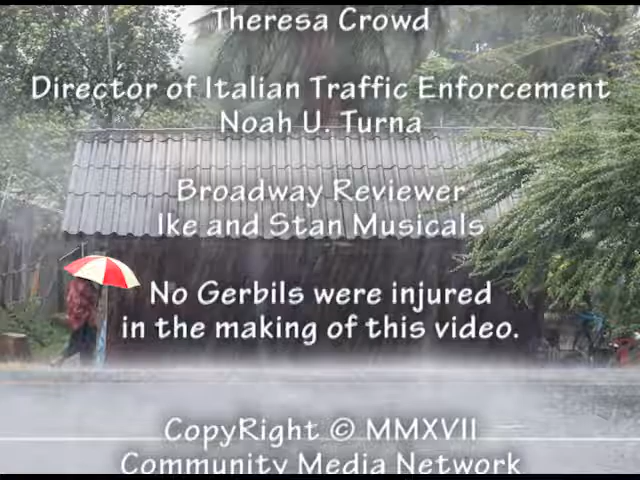 Theresa Crowd
Director of Italian Traffic Enforcement
Noah U. Turna
Broadway Reviewer
Ike and Stan Musicals
No Gerbils were injured
in the making of this video.
CopyRight © MMXVII
Community Media Network